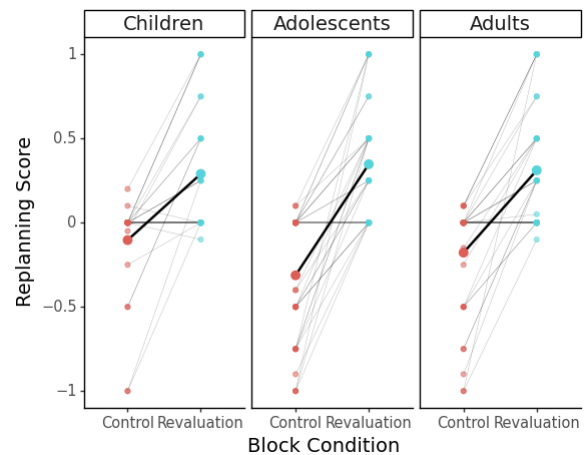 Children Adolescents Adults
1
0.5
0
−0.5
−1
Replanning Score
Control Revaluation Control Revaluation Control Revaluation
Block Condition